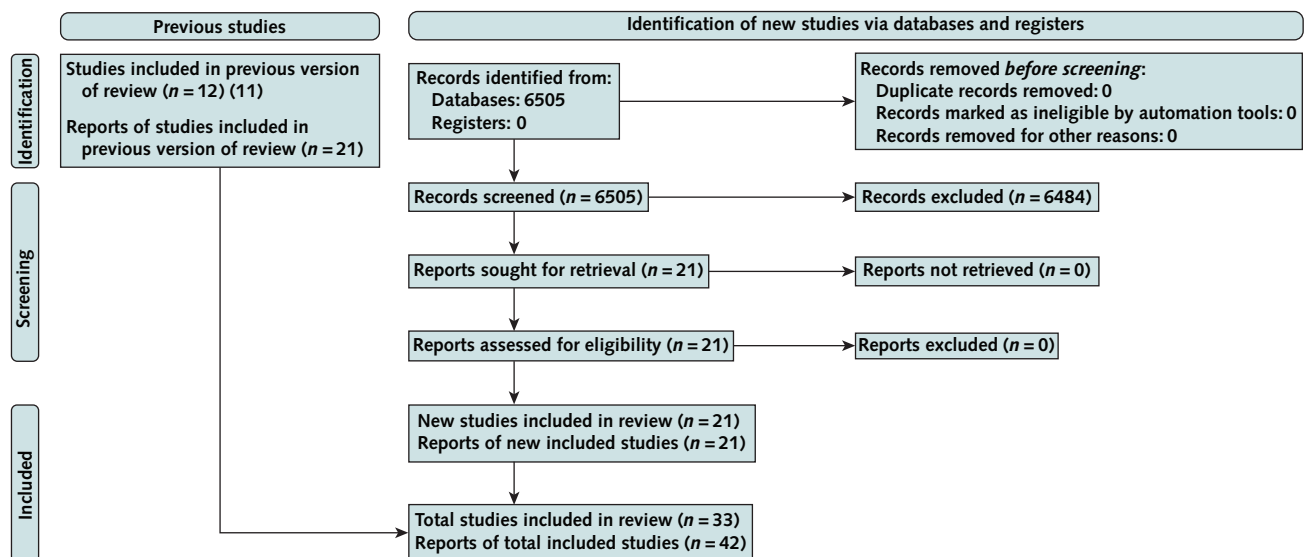 Previous studies
Identification of new studies via databases and registers
Identification
Studies included in previous version
of review (n = 12) (11)
Reports of studies included in
previous version of review (n = 21)
Records identified from:
Databases: 6505
Registers: 0
Records removed before screening:
Duplicate records removed: 0
Records marked as ineligible by automation tools: 0
Records removed for other reasons: 0
Screening
Records screened (n = 6505)
Records excluded (n = 6484)
Reports sought for retrieval (n = 21)
Reports not retrieved (n = 0)
Reports assessed for eligibility (n = 21)
Reports excluded (n = 0)
Included
New studies included in review (n = 21)
Reports of new included studies (n = 21)
Total studies included in review (n = 33)
Reports of total included studies (n = 42)